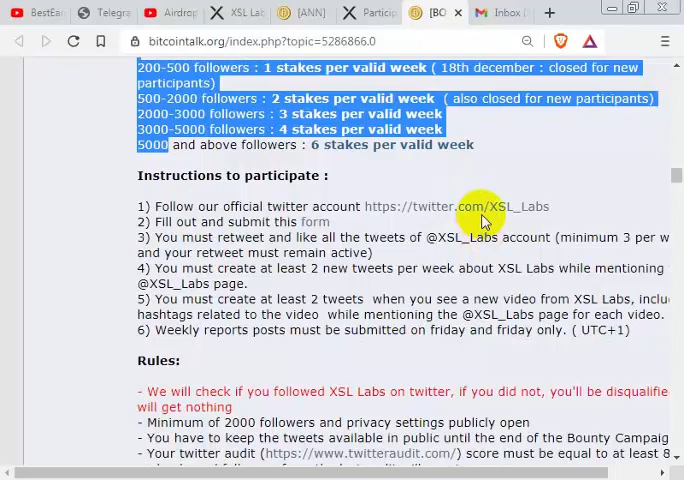 BestEa
Telegra
Airdrop
XSL Lab
[ANN]
Particip
[BO
Inbox (
bitcointalk.org/index.php?topic=5286866.0
200-500 followers : 1 stakes per valid week ( 18th december : closed for new
participants)
500-2000 followers : 2 stakes per valid week ( also closed for new participants)
2000-3000 followers : 3 stakes per valid week
3000-5000 followers : 4 stakes per valid week
5000 and above followers : 6 stakes per valid week
Instructions to participate :
1) Follow our official twitter account https://twitter.com/XSL_Labs
2) Fill out and submit this form
3) You must retweet and like all the tweets of @XSL_Labs account (minimum 3 per w
and your retweet must remain active)
4) You must create at least 2 new tweets per week about XSL Labs while mentioning
@XSL_Labs page.
5) You must create at least 2 tweets when you see a new video from XSL Labs, inclu
hashtags related to the video while mentioning the @XSL_Labs page for each video.
6) Weekly reports posts must be submitted on friday and friday only. ( UTC+1)
Rules:
- We will check if you followed XSL Labs on twitter, if you did not, you'll be disqualifie
will get nothing
- Minimum of 2000 followers and privacy settings publicly open
- You have to keep the tweets available in public until the end of the Bounty Campaig
- Your twitter audit (https://www.twitteraudit.com/) score must be equal to at least 8